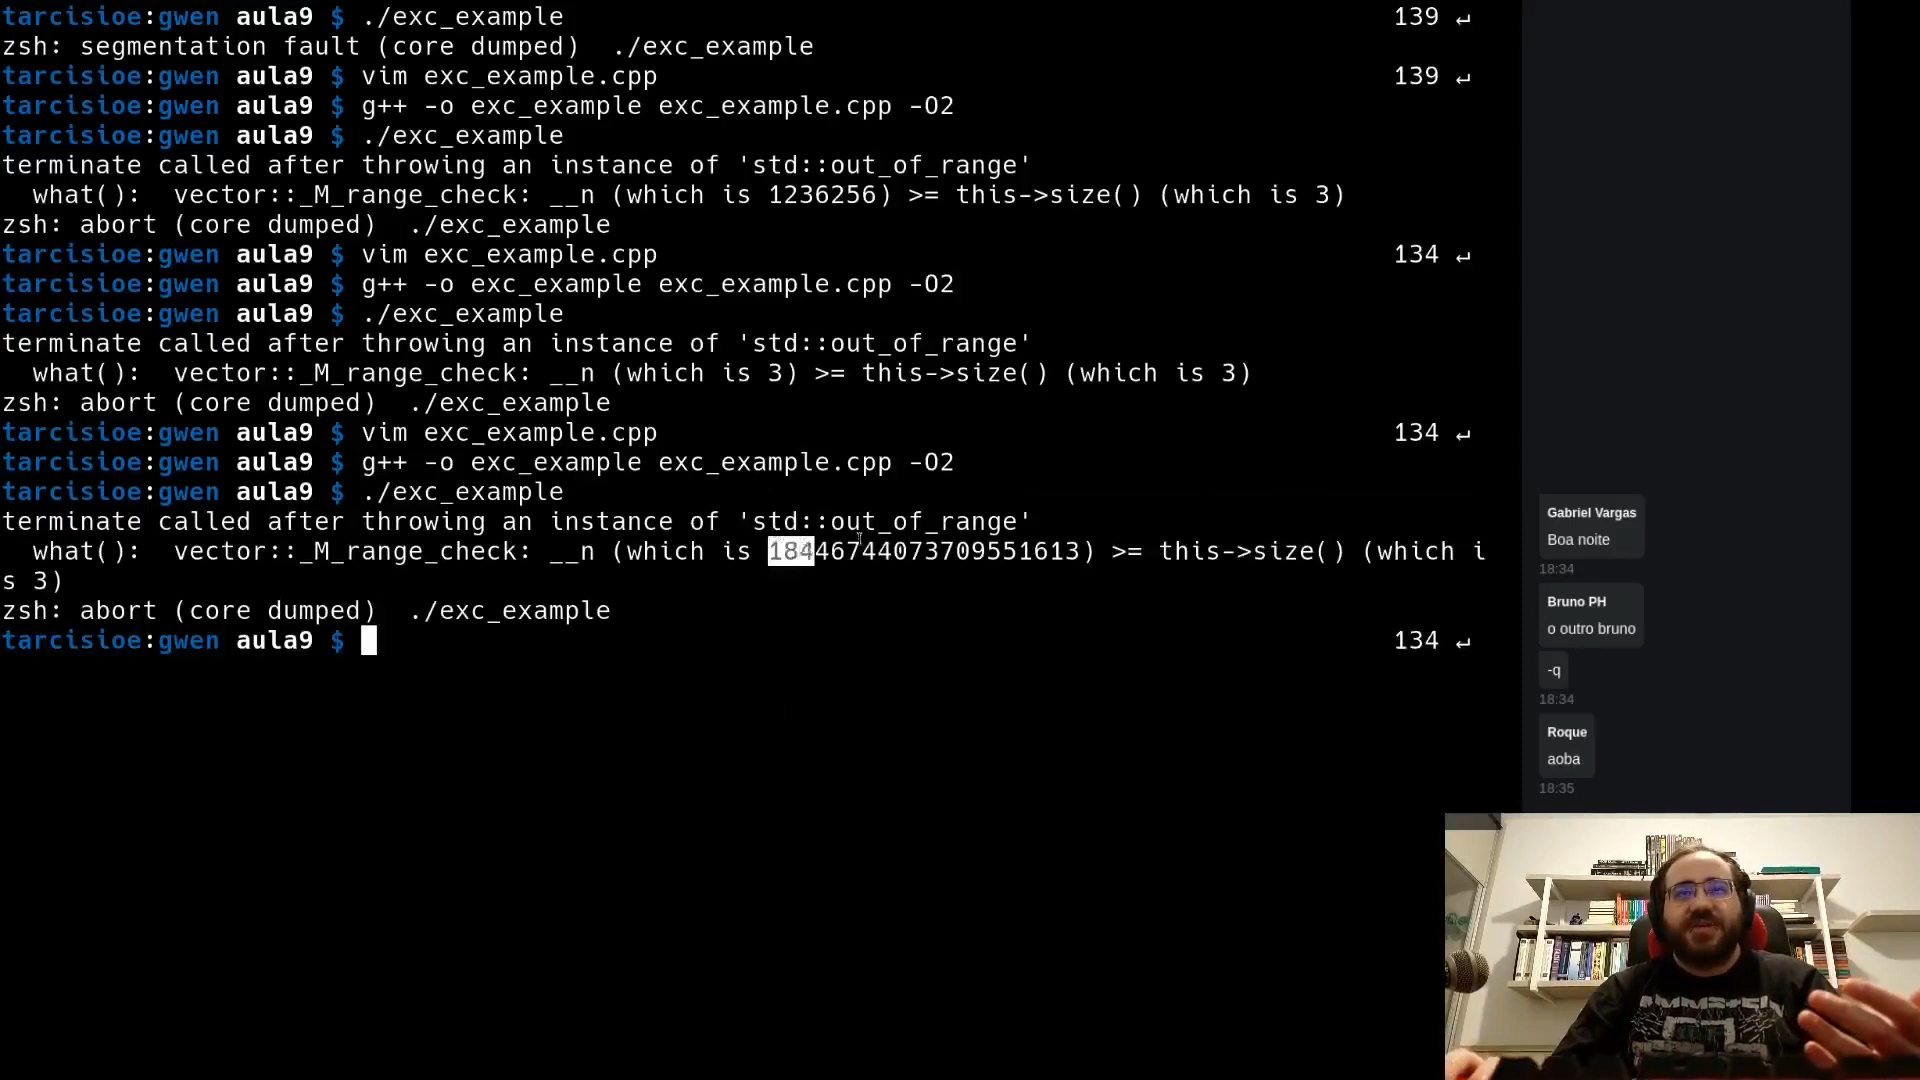 tarcisioe:gwen aula9 $ ./exc_example 139 ↵
zsh: segmentation fault (core dumped)  ./exc_example
tarcisioe:gwen aula9 $ vim exc_example.cpp 139 ↵
tarcisioe:gwen aula9 $ g++ -o exc_example exc_example.cpp -O2
tarcisioe:gwen aula9 $ ./exc_example
terminate called after throwing an instance of 'std::out_of_range'
  what():  vector::_M_range_check: __n (which is 1236256) >= this->size() (which is 3)
zsh: abort (core dumped)  ./exc_example
tarcisioe:gwen aula9 $ vim exc_example.cpp 134 ↵
tarcisioe:gwen aula9 $ g++ -o exc_example exc_example.cpp -O2
tarcisioe:gwen aula9 $ ./exc_example
terminate called after throwing an instance of 'std::out_of_range'
  what():  vector::_M_range_check: __n (which is 3) >= this->size() (which is 3)
zsh: abort (core dumped)  ./exc_example
tarcisioe:gwen aula9 $ vim exc_example.cpp 134 ↵
tarcisioe:gwen aula9 $ g++ -o exc_example exc_example.cpp -O2
tarcisioe:gwen aula9 $ ./exc_example
terminate called after throwing an instance of 'std::out_of_range'
  what():  vector::_M_range_check: __n (which is 18446744073709551613) >= this->size() (which i
s 3)
zsh: abort (core dumped)  ./exc_example
tarcisioe:gwen aula9 $ 134 ↵
Gabriel Vargas
Boa noite
18:34
Bruno PH
o outro bruno
-q
18:34
Roque
aoba
18:35
RAMMSTEIN